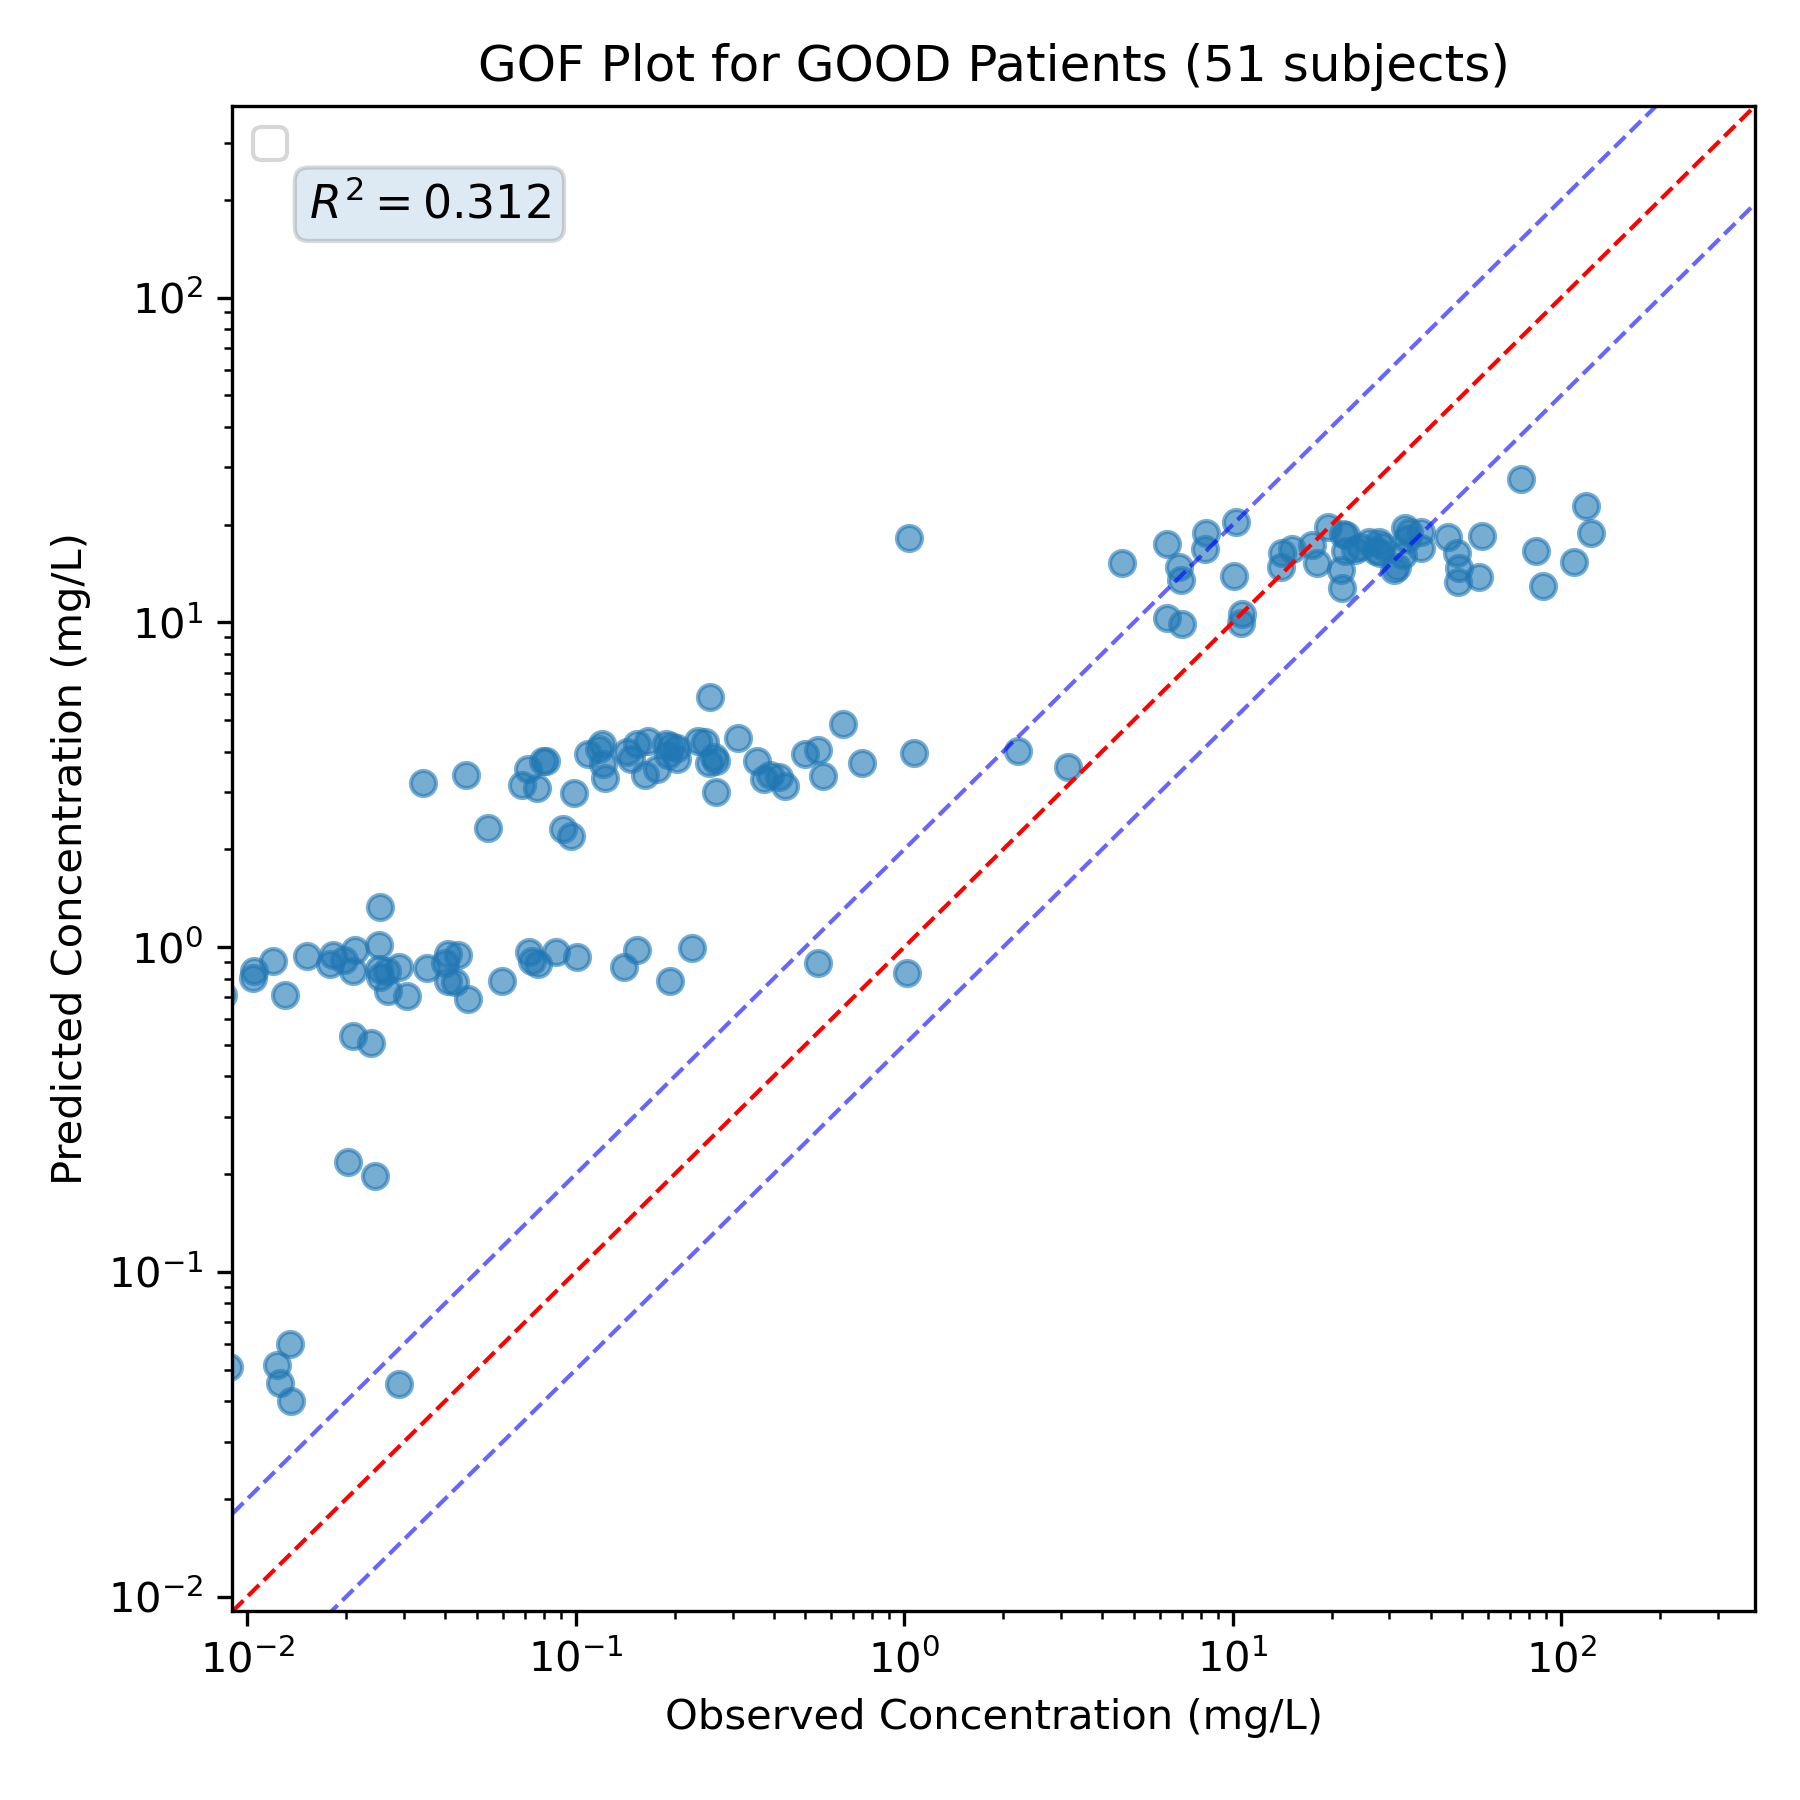 GOF Plot for GOOD Patients (51 subjects)
R² = 0.312
Predicted Concentration (mg/L)
10²
10¹
10⁰
10⁻¹
10⁻²
10⁻² 10⁻¹ 10⁰ 10¹ 10²
Observed Concentration (mg/L)